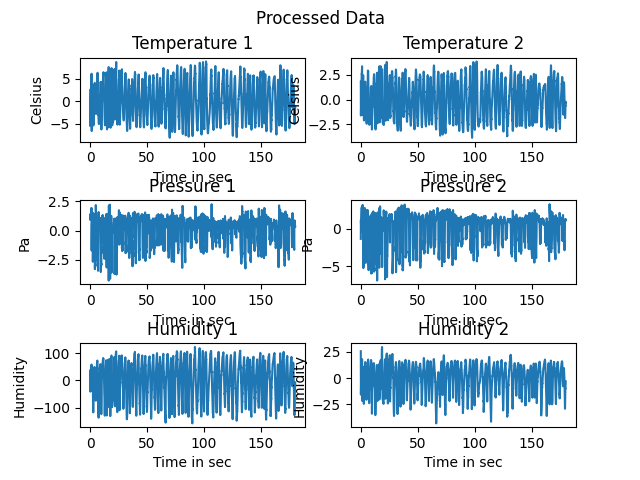 Processed Data
Temperature 1
Temperature 2
Celsius
5
0
−5
0
50
100
150
Time in sec
Celsius
2.5
0.0
−2.5
0
50
100
150
Time in sec
Pressure 1
Pressure 2
Pa
2.5
0.0
−2.5
0
50
100
150
Time in sec
Pa
0
−5
0
50
100
150
Time in sec
Humidity 1
Humidity 2
Humidity
100
0
−100
0
50
100
150
Time in sec
Humidity
25
0
−25
0
50
100
150
Time in sec